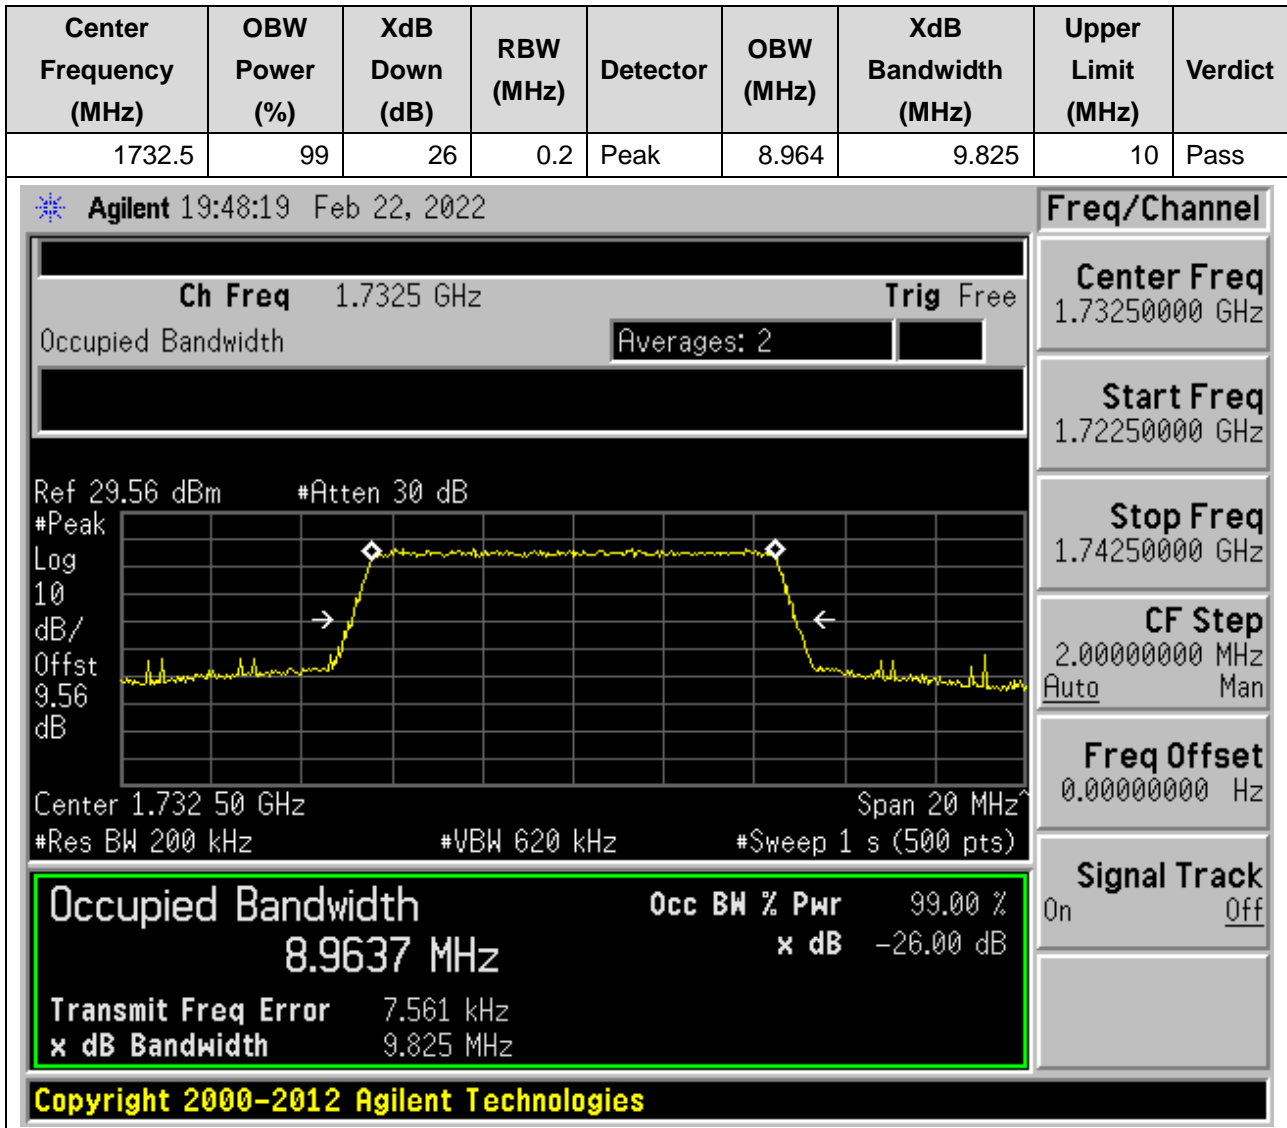 Center Frequency (MHz) OBW Power (%) XdB Down (dB) RBW (MHz) Detector OBW (MHz) XdB Bandwidth (MHz) Upper Limit (MHz) Verdict
1732.5 99 26 0.2 Peak 8.964 9.825 10 Pass
Agilent 19:48:19 Feb 22, 2022
Freq/Channel
Ch Freq 1.7325 GHz Trig Free
Occupied Bandwidth Averages: 2
Center Freq
1.73250000 GHz
Start Freq
1.72250000 GHz
Stop Freq
1.74250000 GHz
CF Step
2.00000000 MHz
Auto Man
Freq Offset
0.00000000 Hz
Signal Track
On Off
Ref 29.56 dBm #Atten 30 dB
#Peak
Log
10
dB/
Offst
9.56
dB
Center 1.732 50 GHz Span 20 MHz^
#Res BW 200 kHz #VBW 620 kHz #Sweep 1 s (500 pts)
Occupied Bandwidth Occ BW % Pwr 99.00 %
8.9637 MHz x dB -26.00 dB
Transmit Freq Error 7.561 kHz
x dB Bandwidth 9.825 MHz
Copyright 2000-2012 Agilent Technologies